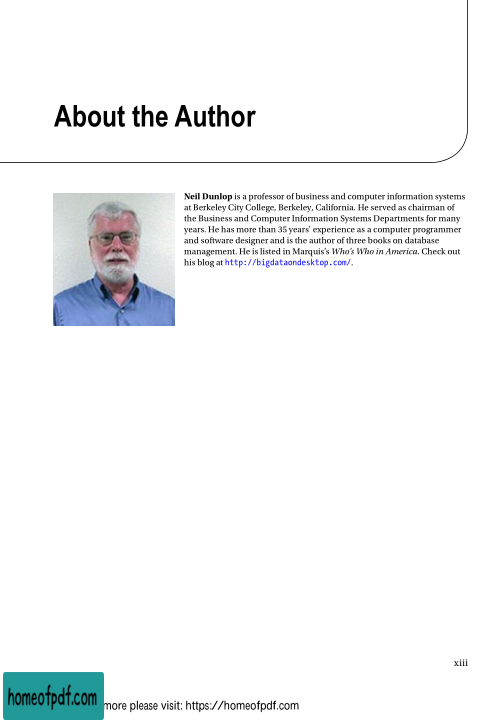 About the Author
Neil Dunlop is a professor of business and computer information systems
at Berkeley City College, Berkeley, California. He served as chairman of
the Business and Computer Information Systems Departments for many
years. He has more than 35 years’ experience as a computer programmer
and software designer and is the author of three books on database
management. He is listed in Marquis’s Who’s Who in America. Check out
his blog at http://bigdataondesktop.com/.
xiii
homeofpdf.com
more please visit: https://homeofpdf.com